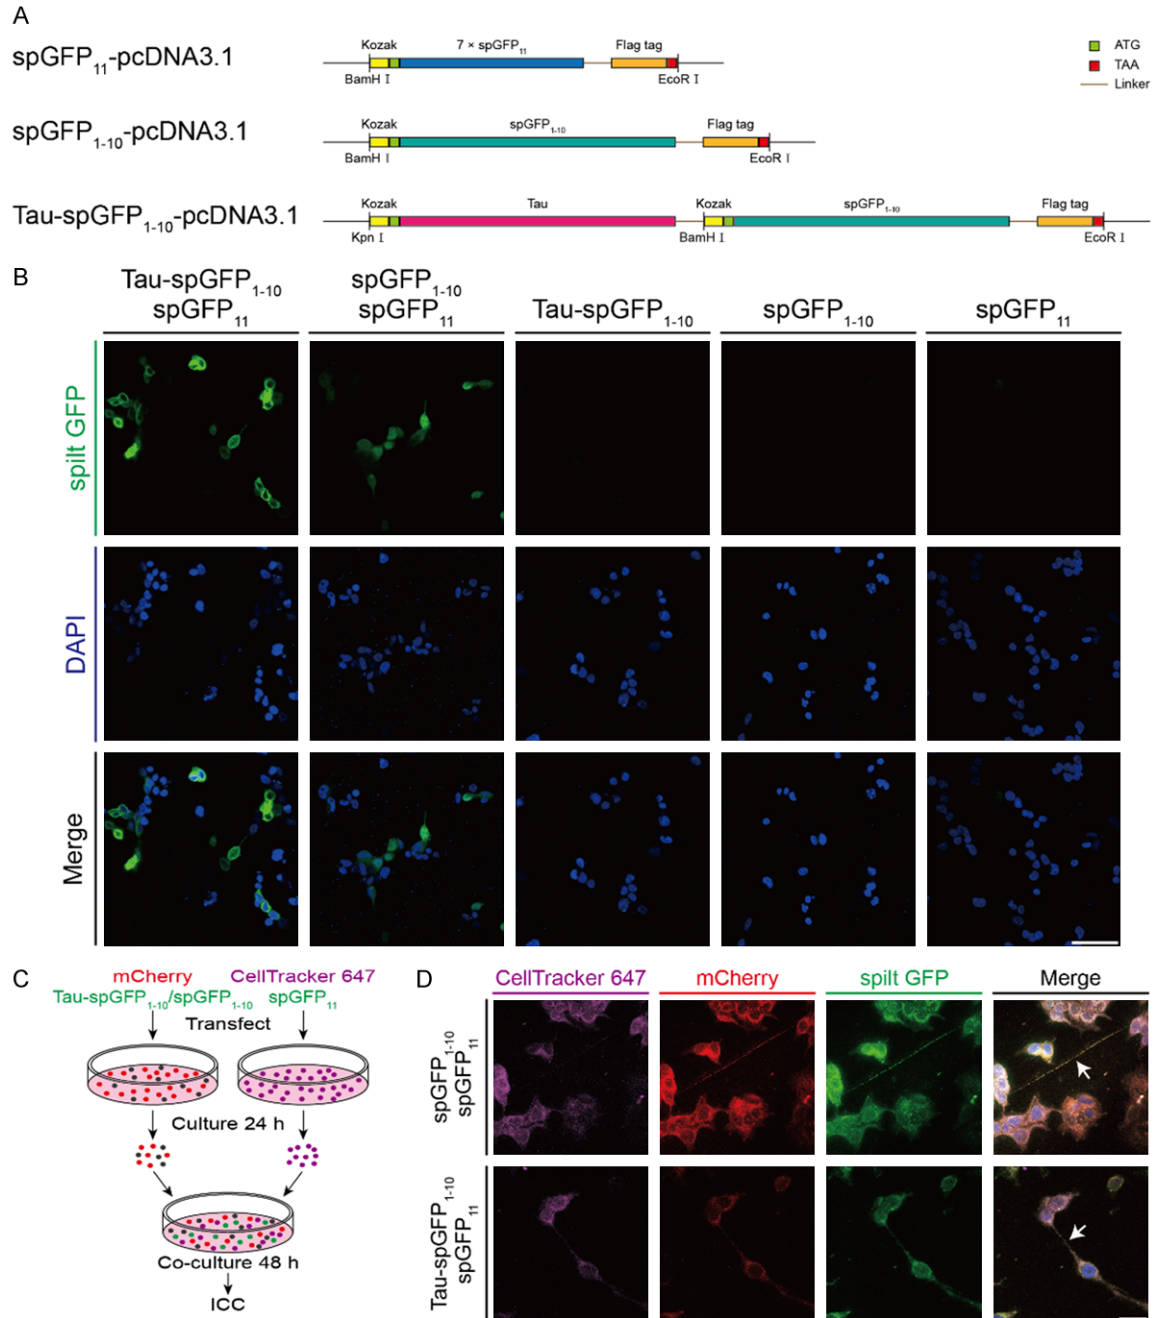 A
spGFP11-pcDNA3.1
Kozak 7 × spGFP11 Flag tag
BamH I EcoR I
ATG
TAA
Linker
spGFP1-10-pcDNA3.1
Kozak spGFP1-10 Flag tag
BamH I EcoR I
Tau-spGFP1-10-pcDNA3.1
Kozak Tau Kozak spGFP1-10 Flag tag
Kpn I BamH I EcoR I
B
Tau-spGFP1-10
spGFP11
spGFP1-10
spGFP11
Tau-spGFP1-10
spGFP1-10
spGFP11
spilt GFP
DAPI
Merge
C
mCherry CellTracker 647
Tau-spGFP1-10/spGFP1-10 spGFP11
Transfect
Culture 24 h
Co-culture 48 h
ICC
D
CellTracker 647 mCherry spilt GFP Merge
spGFP1-10
spGFP11
Tau-spGFP1-10
spGFP11